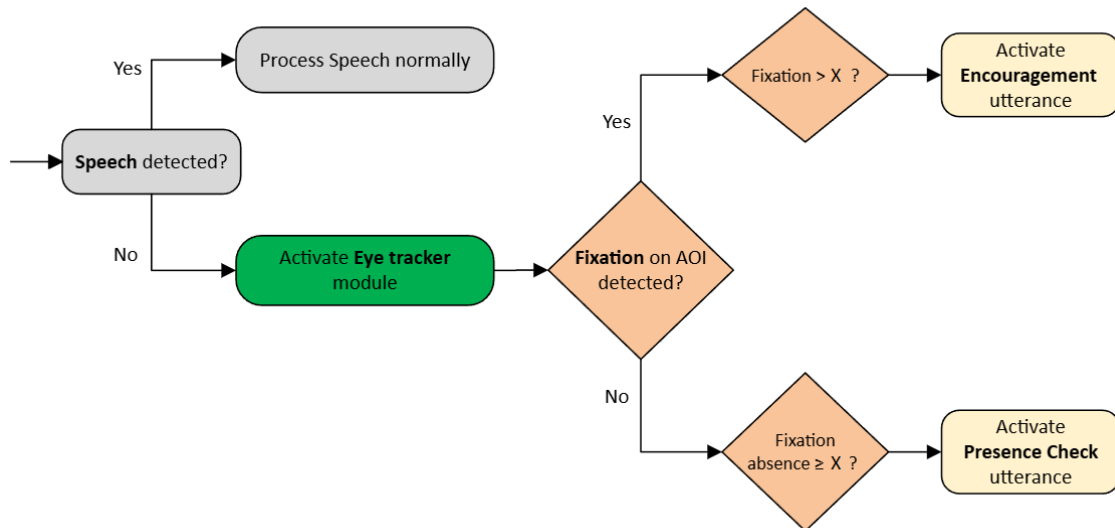 Yes
Process Speech normally
Speech detected?
No
Activate Eye tracker
module
Fixation on AOI
detected?
Yes
Fixation > X ?
Activate
Encouragement
utterance
No
Fixation
absence ≥ X ?
Activate
Presence Check
utterance